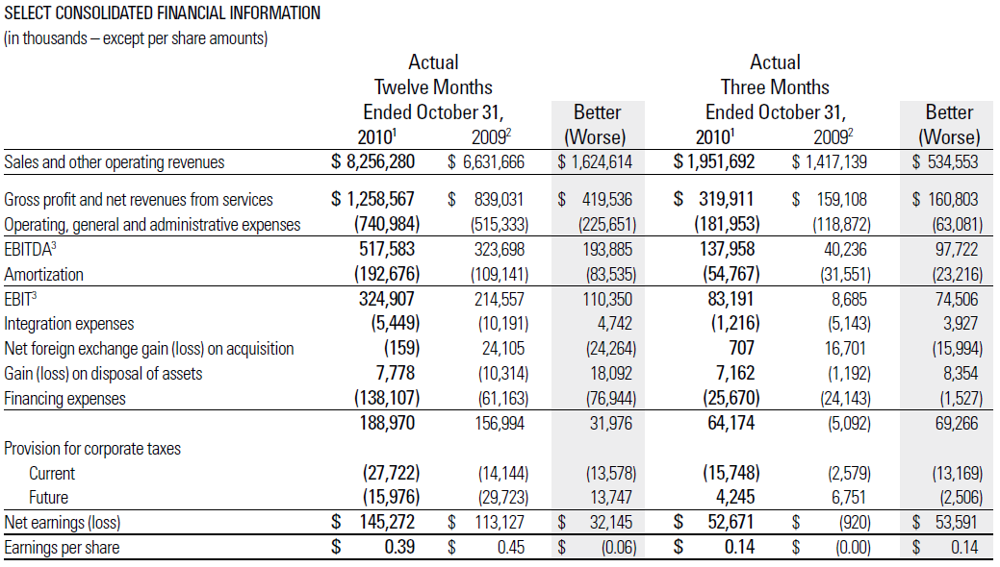 SELECT CONSOLIDATED FINANCIAL INFORMATION
(in thousands – except per share amounts)
Actual Actual
Twelve Months Three Months
Ended October 31, Better Ended October 31, Better
2010¹ 2009² (Worse) 2010¹ 2009² (Worse)
Sales and other operating revenues $ 8,256,280 $ 6,631,666 $ 1,624,614 $ 1,951,692 $ 1,417,139 $ 534,553
Gross profit and net revenues from services $ 1,258,567 $ 839,031 $ 419,536 $ 319,911 $ 159,108 $ 160,803
Operating, general and administrative expenses (740,984) (515,333) (225,651) (181,953) (118,872) (63,081)
EBITDA³ 517,583 323,698 193,885 137,958 40,236 97,722
Amortization (192,676) (109,141) (83,535) (54,767) (31,551) (23,216)
EBIT³ 324,907 214,557 110,350 83,191 8,685 74,506
Integration expenses (5,449) (10,191) 4,742 (1,216) (5,143) 3,927
Net foreign exchange gain (loss) on acquisition (159) 24,105 (24,264) 707 16,701 (15,994)
Gain (loss) on disposal of assets 7,778 (10,314) 18,092 7,162 (1,192) 8,354
Financing expenses (138,107) (61,163) (76,944) (25,670) (24,143) (1,527)
188,970 156,994 31,976 64,174 (5,092) 69,266
Provision for corporate taxes
Current (27,722) (14,144) (13,578) (15,748) (2,579) (13,169)
Future (15,976) (29,723) 13,747 4,245 6,751 (2,506)
Net earnings (loss) $ 145,272 $ 113,127 $ 32,145 $ 52,671 $ (920) $ 53,591
Earnings per share $ 0.39 $ 0.45 $ (0.06) $ 0.14 $ (0.00) $ 0.14